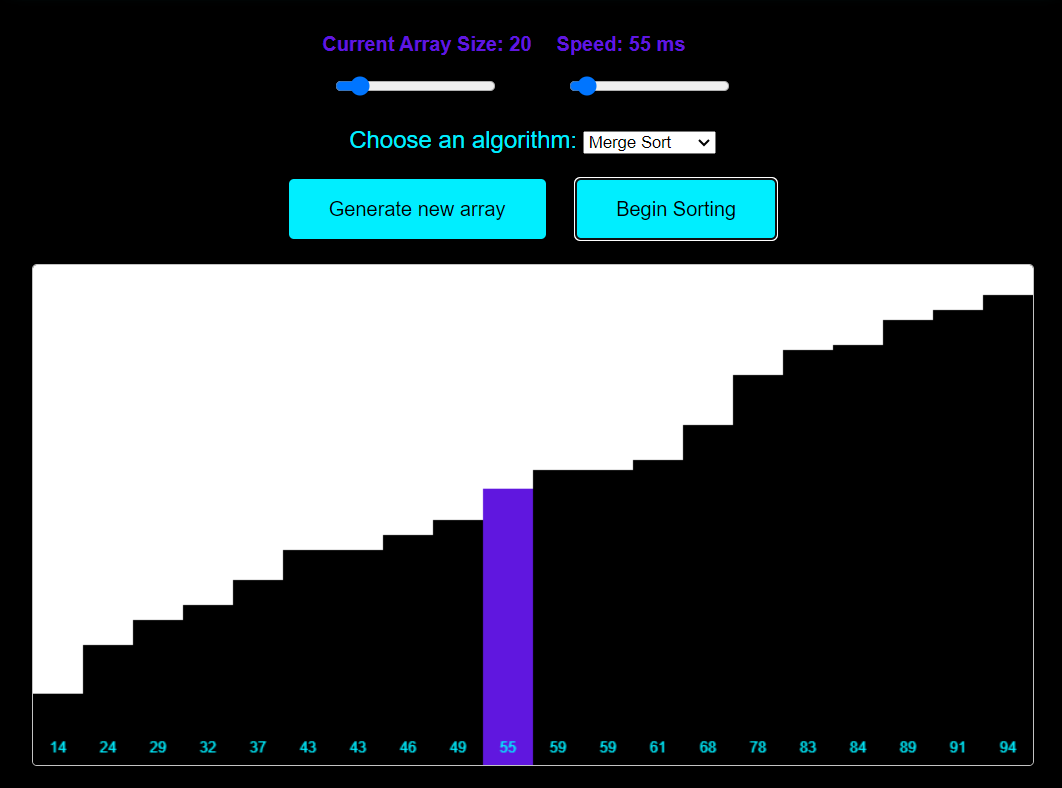 Current Array Size: 20 Speed: 55 ms
Choose an algorithm: Merge Sort
Generate new array Begin Sorting
14 24 29 32 37 43 43 46 49 55 59 59 61 68 78 83 84 89 91 94